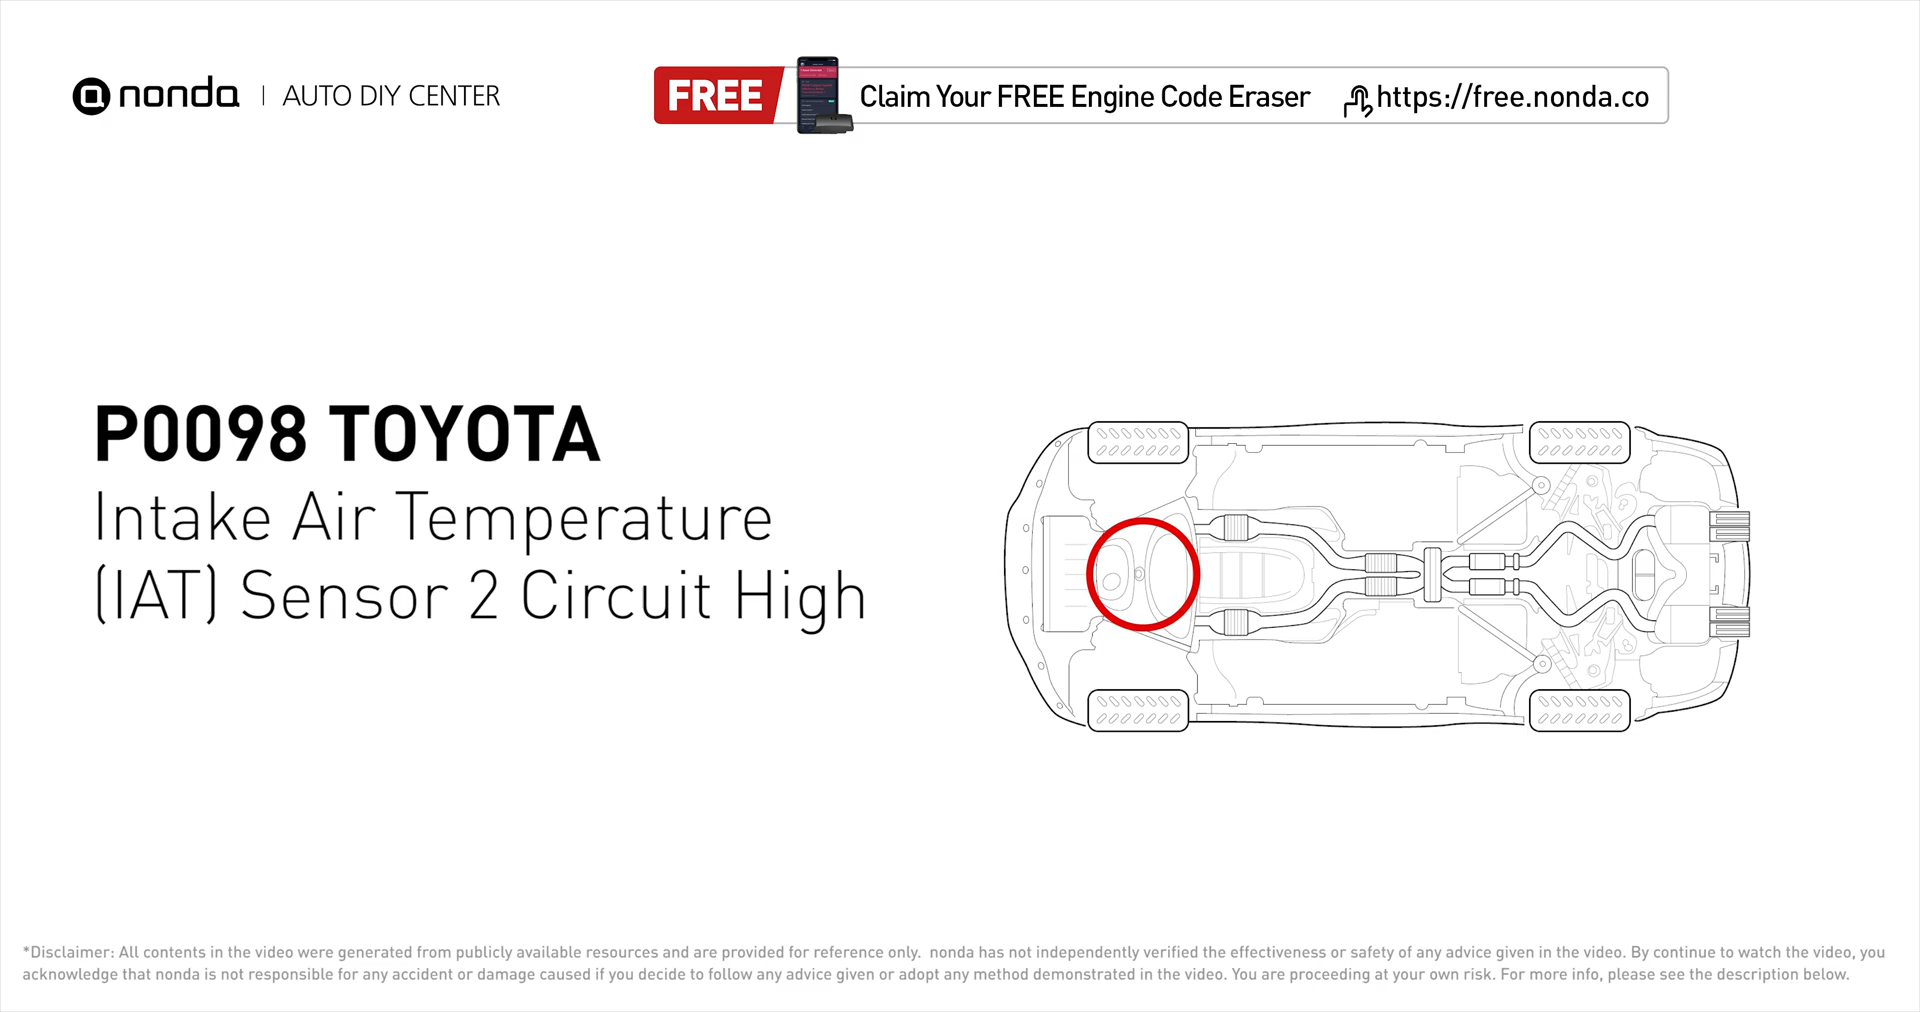 nonda | AUTO DIY CENTER
FREE Claim Your FREE Engine Code Eraser https://free.nonda.co
P0098 TOYOTA
Intake Air Temperature
(IAT) Sensor 2 Circuit High
*Disclaimer: All contents in the video were generated from publicly available resources and are provided for reference only. nonda has not independently verified the effectiveness or safety of any advice given in the video. By continue to watch the video, you
acknowledge that nonda is not responsible for any accident or damage caused if you decide to follow any advice given or adopt any method demonstrated in the video. You are proceeding at your own risk. For more info, please see the description below.